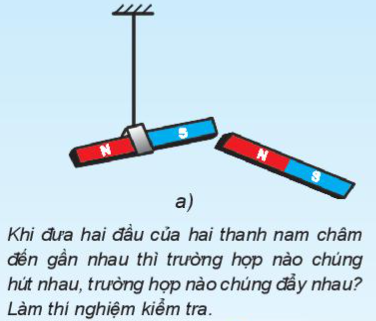 N S
N S
a)
Khi đưa hai đầu của hai thanh nam châm
đến gần nhau thì trường hợp nào chúng
hút nhau, trường hợp nào chúng đẩy nhau?
Làm thí nghiệm kiểm tra.